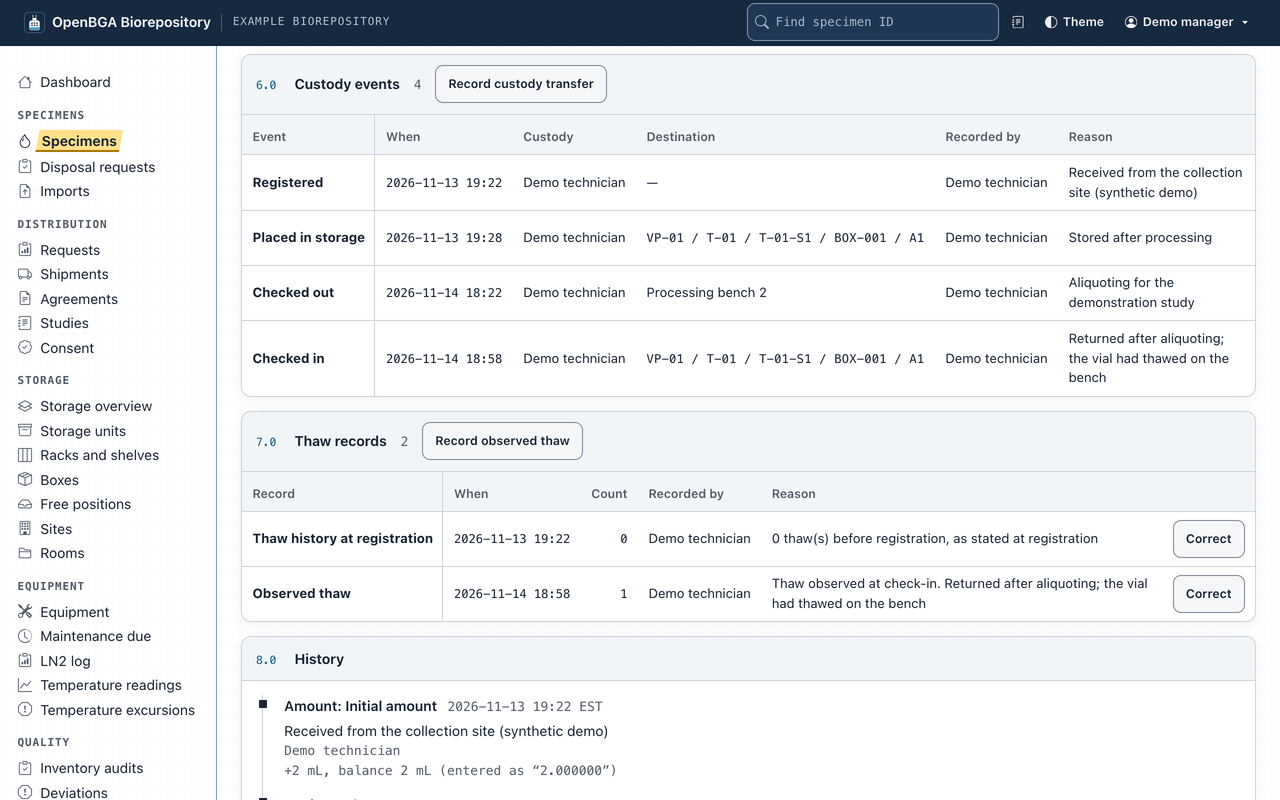 OpenBGA Biorepository
EXAMPLE BIOREPOSITORY
Find specimen ID
Theme
Demo manager
Dashboard
SPECIMENS
Specimens
Disposal requests
Imports
DISTRIBUTION
Requests
Shipments
Agreements
Studies
Consent
STORAGE
Storage overview
Storage units
Racks and shelves
Boxes
Free positions
Sites
Rooms
EQUIPMENT
Equipment
Maintenance due
LN2 log
Temperature readings
Temperature excursions
QUALITY
Inventory audits
Deviations
6.0 Custody events 4 Record custody transfer
Event When Custody Destination Recorded by Reason
Registered 2026-11-13 19:22 Demo technician — Demo technician Received from the collection
site (synthetic demo)
Placed in storage 2026-11-13 19:28 Demo technician VP-01 / T-01 / T-01-S1 / BOX-001 / A1 Demo technician Stored after processing
Checked out 2026-11-14 18:22 Demo technician Processing bench 2 Demo technician Aliquoting for the
demonstration study
Checked in 2026-11-14 18:58 Demo technician VP-01 / T-01 / T-01-S1 / BOX-001 / A1 Demo technician Returned after aliquoting;
the vial had thawed on the
bench
7.0 Thaw records 2 Record observed thaw
Record When Count Recorded by Reason
Thaw history at registration 2026-11-13 19:22 0 Demo technician 0 thaw(s) before registration, as stated at registration Correct
Observed thaw 2026-11-14 18:58 1 Demo technician Thaw observed at check-in. Returned after aliquoting; the vial
had thawed on the bench Correct
8.0 History
Amount: Initial amount 2026-11-13 19:22 EST
Received from the collection site (synthetic demo)
Demo technician
+2 mL, balance 2 mL (entered as “2.000000”)